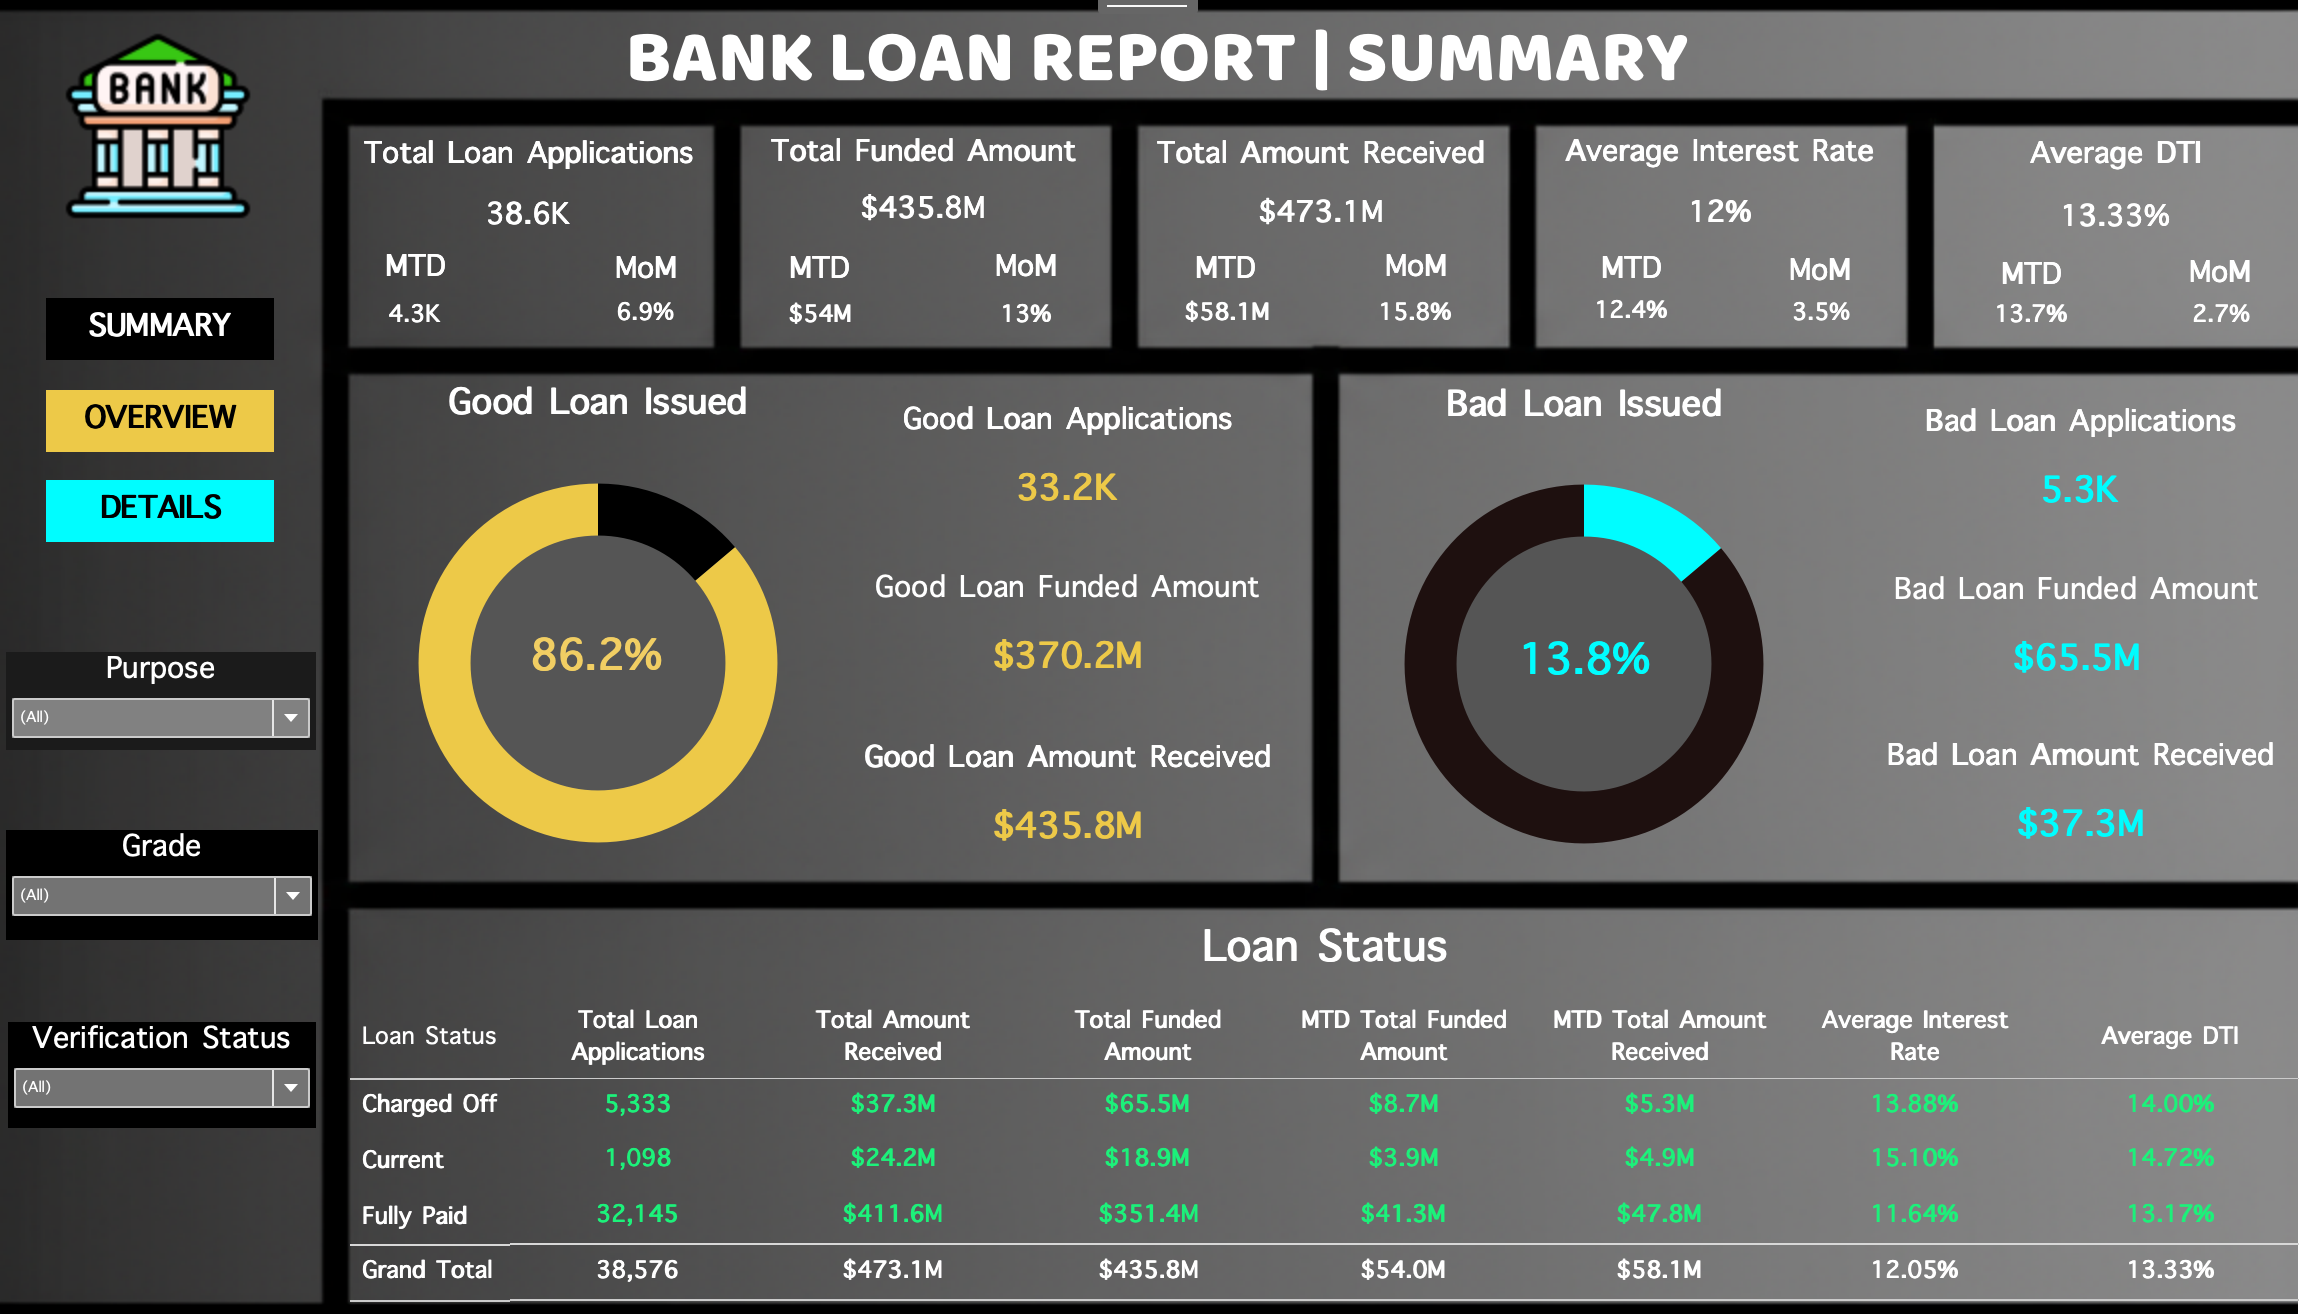 BANK LOAN REPORT | SUMMARY
BANK
SUMMARY
OVERVIEW
DETAILS
Purpose
(All)
Grade
(All)
Verification Status
(All)
Total Loan Applications
38.6K
MTD MoM
4.3K 6.9%
Total Funded Amount
$435.8M
MTD MoM
$54M 13%
Total Amount Received
$473.1M
MTD MoM
$58.1M 15.8%
Average Interest Rate
12%
MTD MoM
12.4% 3.5%
Average DTI
13.33%
MTD MoM
13.7% 2.7%
Good Loan Issued
86.2%
Good Loan Applications
33.2K
Good Loan Funded Amount
$370.2M
Good Loan Amount Received
$435.8M
Bad Loan Issued
13.8%
Bad Loan Applications
5.3K
Bad Loan Funded Amount
$65.5M
Bad Loan Amount Received
$37.3M
Loan Status
Loan Status Total Loan Applications Total Amount Received Total Funded Amount MTD Total Funded Amount MTD Total Amount Received Average Interest Rate Average DTI
Charged Off 5,333 $37.3M $65.5M $8.7M $5.3M 13.88% 14.00%
Current 1,098 $24.2M $18.9M $3.9M $4.9M 15.10% 14.72%
Fully Paid 32,145 $411.6M $351.4M $41.3M $47.8M 11.64% 13.17%
Grand Total 38,576 $473.1M $435.8M $54.0M $58.1M 12.05% 13.33%